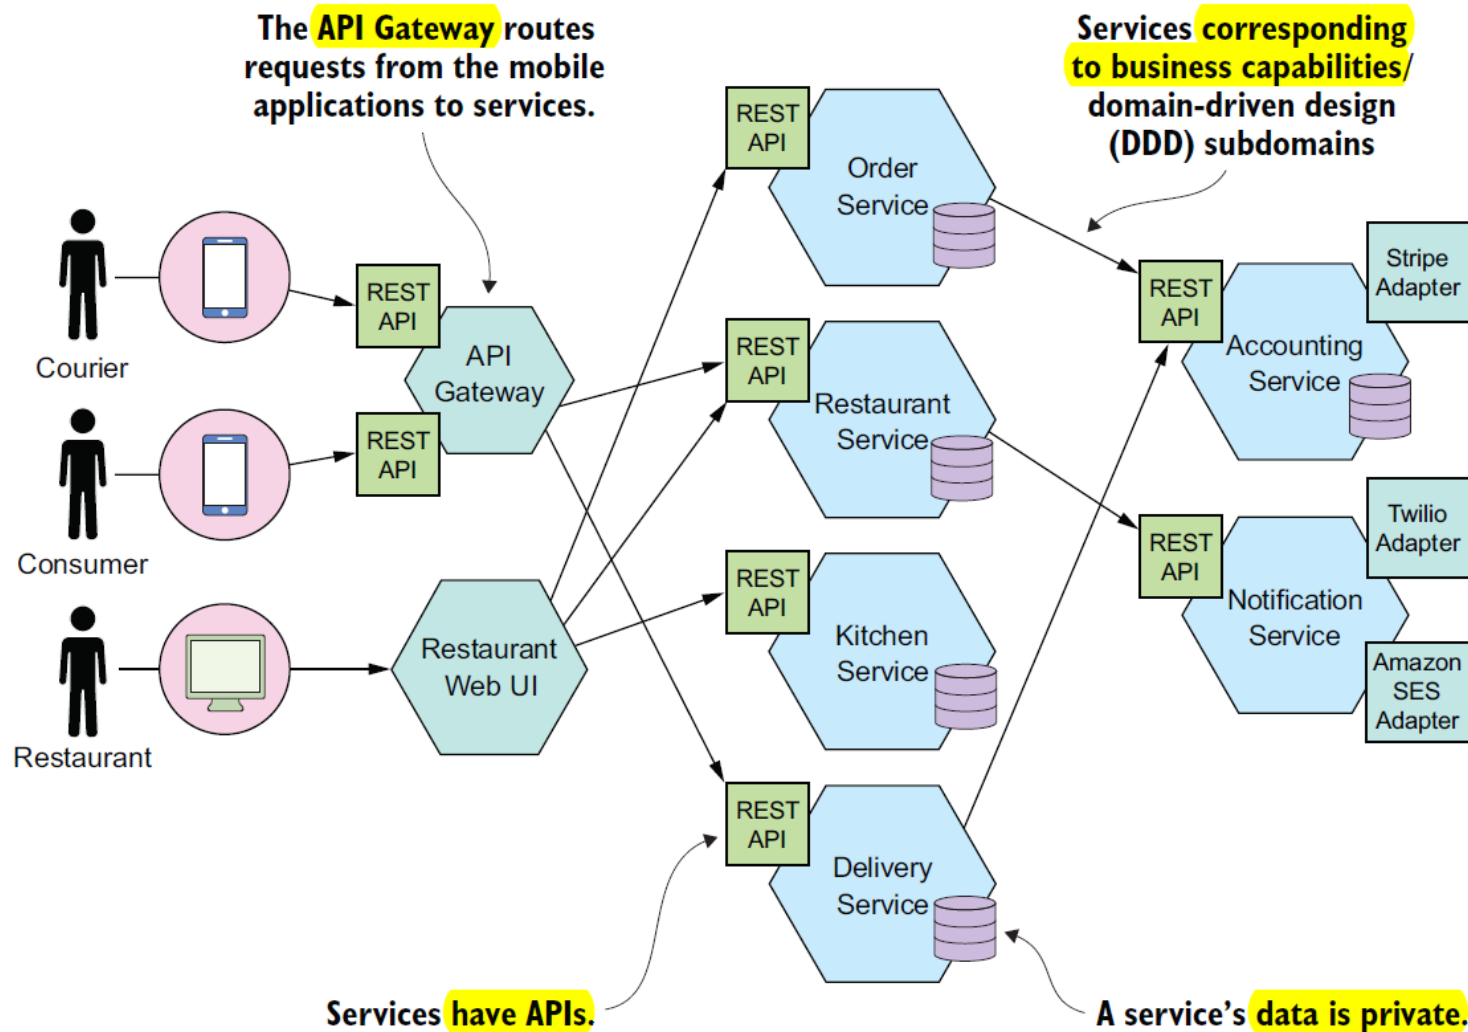 The API Gateway routes
requests from the mobile
applications to services.
Services corresponding
to business capabilities/
domain-driven design
(DDD) subdomains
REST
API
Order
Service
Courier
REST
API
API
Gateway
REST
API
Consumer
REST
API
Restaurant
Service
REST
API
Accounting
Service
Stripe
Adapter
Restaurant
Restaurant
Web UI
REST
API
Kitchen
Service
REST
API
Notification
Service
Twilio
Adapter
Amazon
SES
Adapter
REST
API
Delivery
Service
Services have APIs.
A service's data is private.